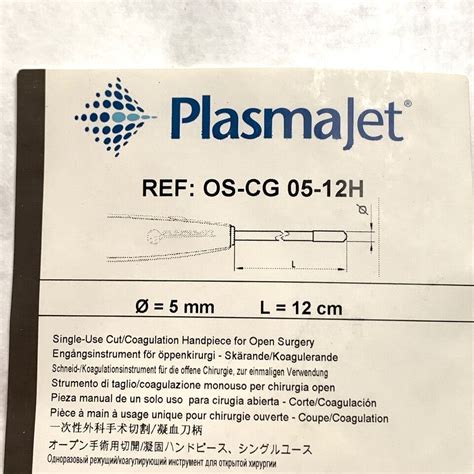 PlasmaJet®
REF: OS-CG 05-12H
Ø
L
Ø = 5 mm L = 12 cm
Single-Use Cut/Coagulation Handpiece for Open Surgery
Engångsinstrument för öppenkirurgi - Skärande/Koagulerande
Schneid-/Koagulationsinstrument für die offene Chirurgie, zur einmaligen Verwendung
Strumento di taglio/coagulazione monouso per chirurgia open
Pieza manual de un solo uso para cirugia abierta - Corte/Coagulación
Pièce à main à usage unique pour chirurgie ouverte - Coupe/Coagulation
一次性外科手术切割/凝血刀柄
オープン手術用切開/凝固ハンドピース、シングルユース
Одноразовый режущий/коагулирующий инструмент для открытой хирургии